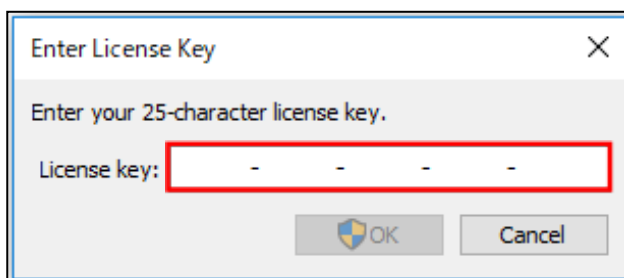 Enter License Key
Enter your 25-character license key.
License key: - - - -
OK Cancel